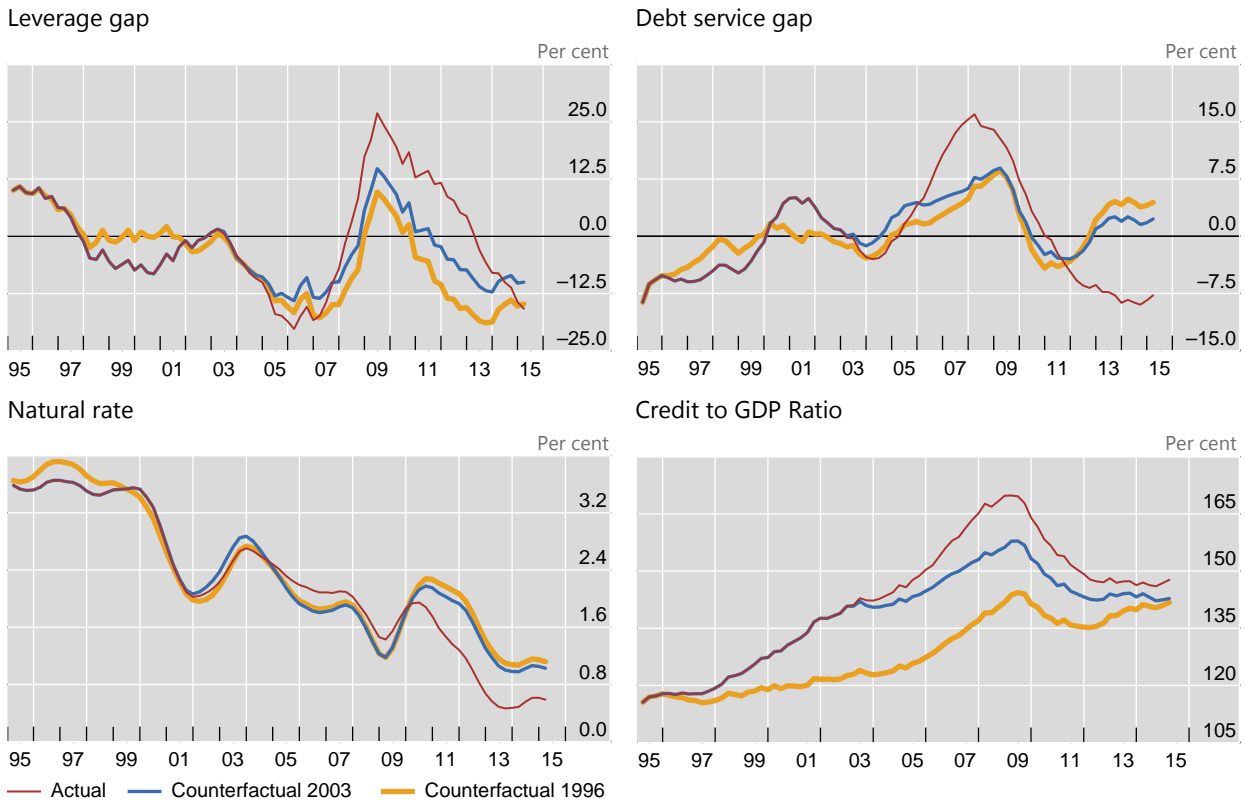 Leverage gap
Per cent
25.0
12.5
0.0
–12.5
–25.0
95 97 99 01 03 05 07 09 11 13 15
Debt service gap
Per cent
15.0
7.5
0.0
–7.5
–15.0
95 97 99 01 03 05 07 09 11 13 15
Natural rate
Per cent
3.2
2.4
1.6
0.8
0.0
95 97 99 01 03 05 07 09 11 13 15
Credit to GDP Ratio
Per cent
165
150
135
120
105
95 97 99 01 03 05 07 09 11 13 15
Actual Counterfactual 2003 Counterfactual 1996